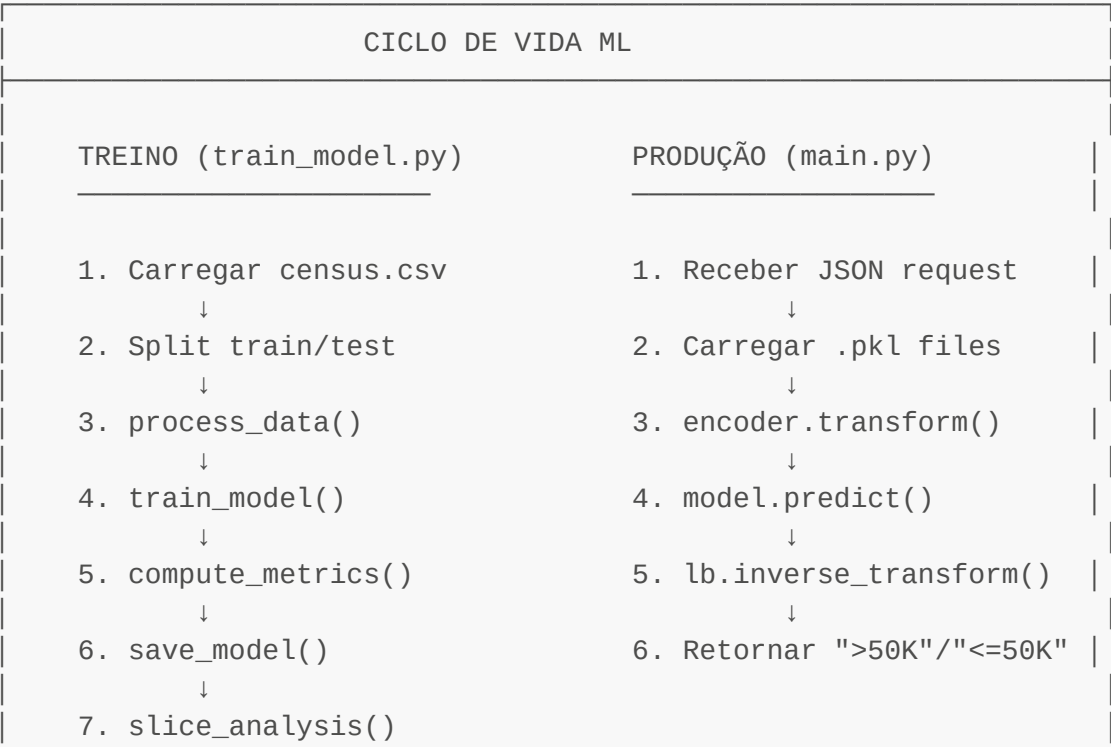 CICLO DE VIDA ML
TREINO (train_model.py) PRODUÇÃO (main.py)
1. Carregar census.csv 1. Receber JSON request
↓ ↓
2. Split train/test 2. Carregar .pkl files
↓ ↓
3. process_data() 3. encoder.transform()
↓ ↓
4. train_model() 4. model.predict()
↓ ↓
5. compute_metrics() 5. lb.inverse_transform()
↓ ↓
6. save_model() 6. Retornar ">50K"/"<=50K"
↓
7. slice_analysis()